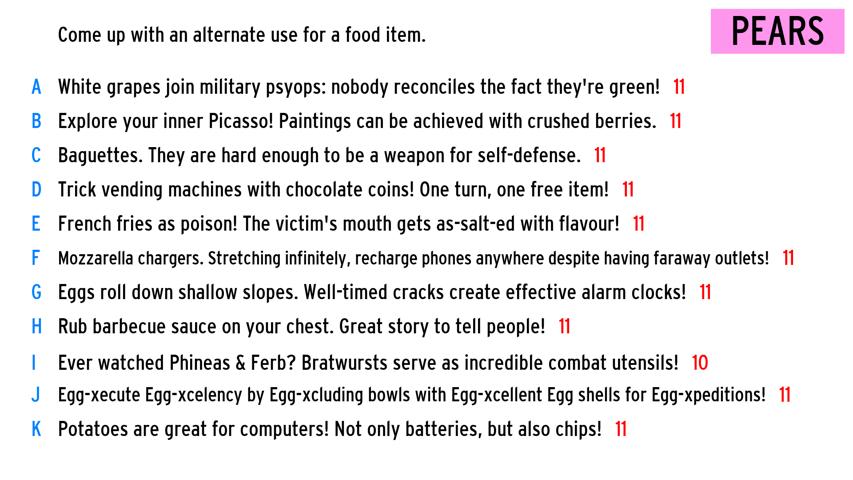 Come up with an alternate use for a food item.
PEARS
A White grapes join military psyops: nobody reconciles the fact they're green! 11
B Explore your inner Picasso! Paintings can be achieved with crushed berries. 11
C Baguettes. They are hard enough to be a weapon for self-defense. 11
D Trick vending machines with chocolate coins! One turn, one free item! 11
E French fries as poison! The victim's mouth gets as-salt-ed with flavour! 11
F Mozzarella chargers. Stretching infinitely, recharge phones anywhere despite having faraway outlets! 11
G Eggs roll down shallow slopes. Well-timed cracks create effective alarm clocks! 11
H Rub barbecue sauce on your chest. Great story to tell people! 11
I Ever watched Phineas & Ferb? Bratwursts serve as incredible combat utensils! 10
J Egg-xecute Egg-xcelency by Egg-xcluding bowls with Egg-xcellent Egg shells for Egg-xpeditions! 11
K Potatoes are great for computers! Not only batteries, but also chips! 11